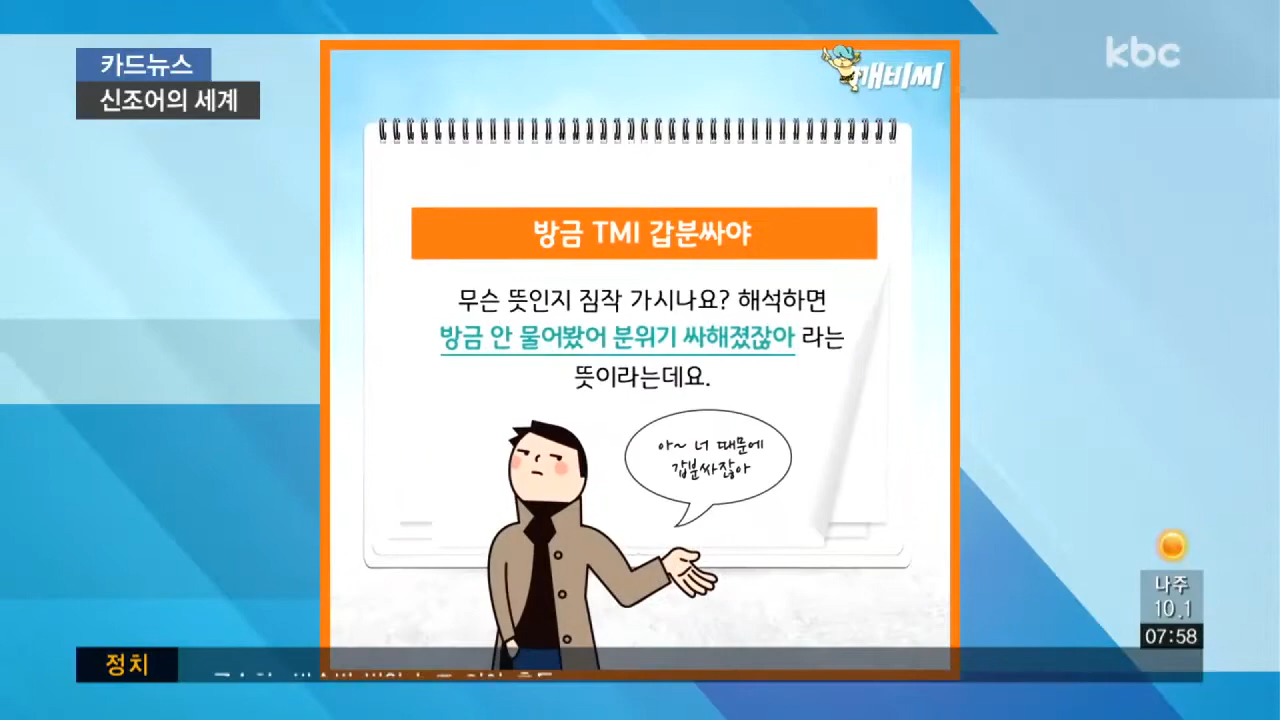 카드뉴스
신조어의 세계
kbc
깨비씨
방금 TMI 갑분싸야
무슨 뜻인지 짐작 가시나요? 해석하면
방금 안 물어봤어 분위기 싸해졌잖아 라는
뜻이라는데요.
아~ 너 때문에
갑분싸잖아
나주
10.1
07:58
정치